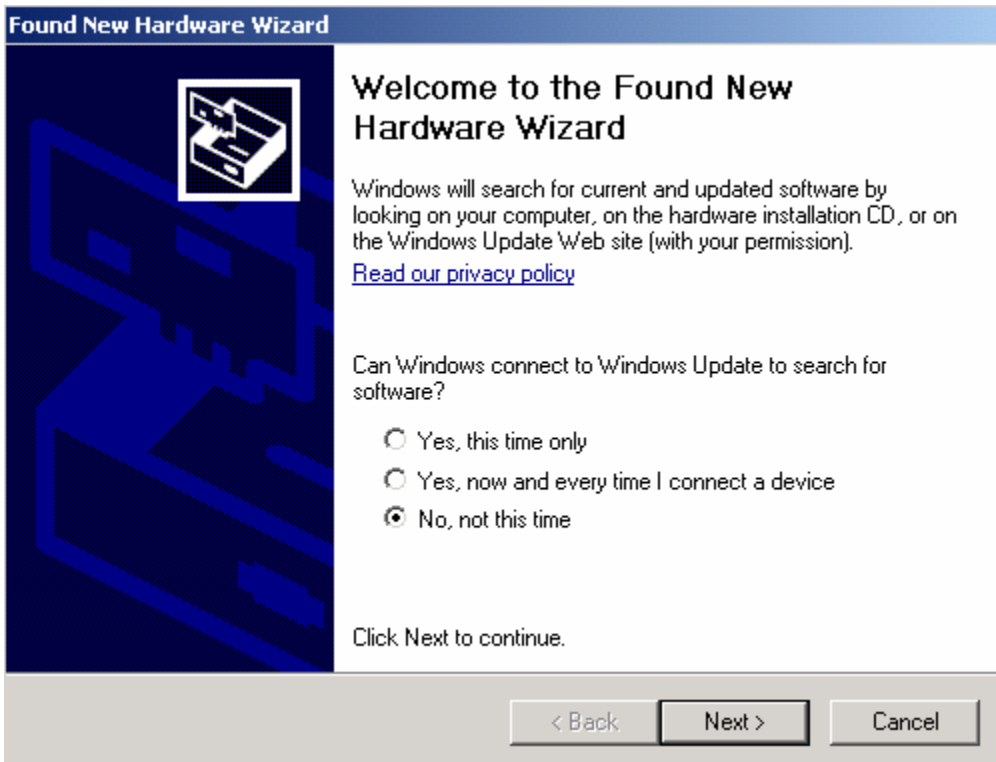 Found New Hardware Wizard
Welcome to the Found New
Hardware Wizard
Windows will search for current and updated software by
looking on your computer, on the hardware installation CD, or on
the Windows Update Web site (with your permission).
Read our privacy policy
Can Windows connect to Windows Update to search for
software?
Yes, this time only
Yes, now and every time I connect a device
No, not this time
Click Next to continue.
< Back
Next >
Cancel